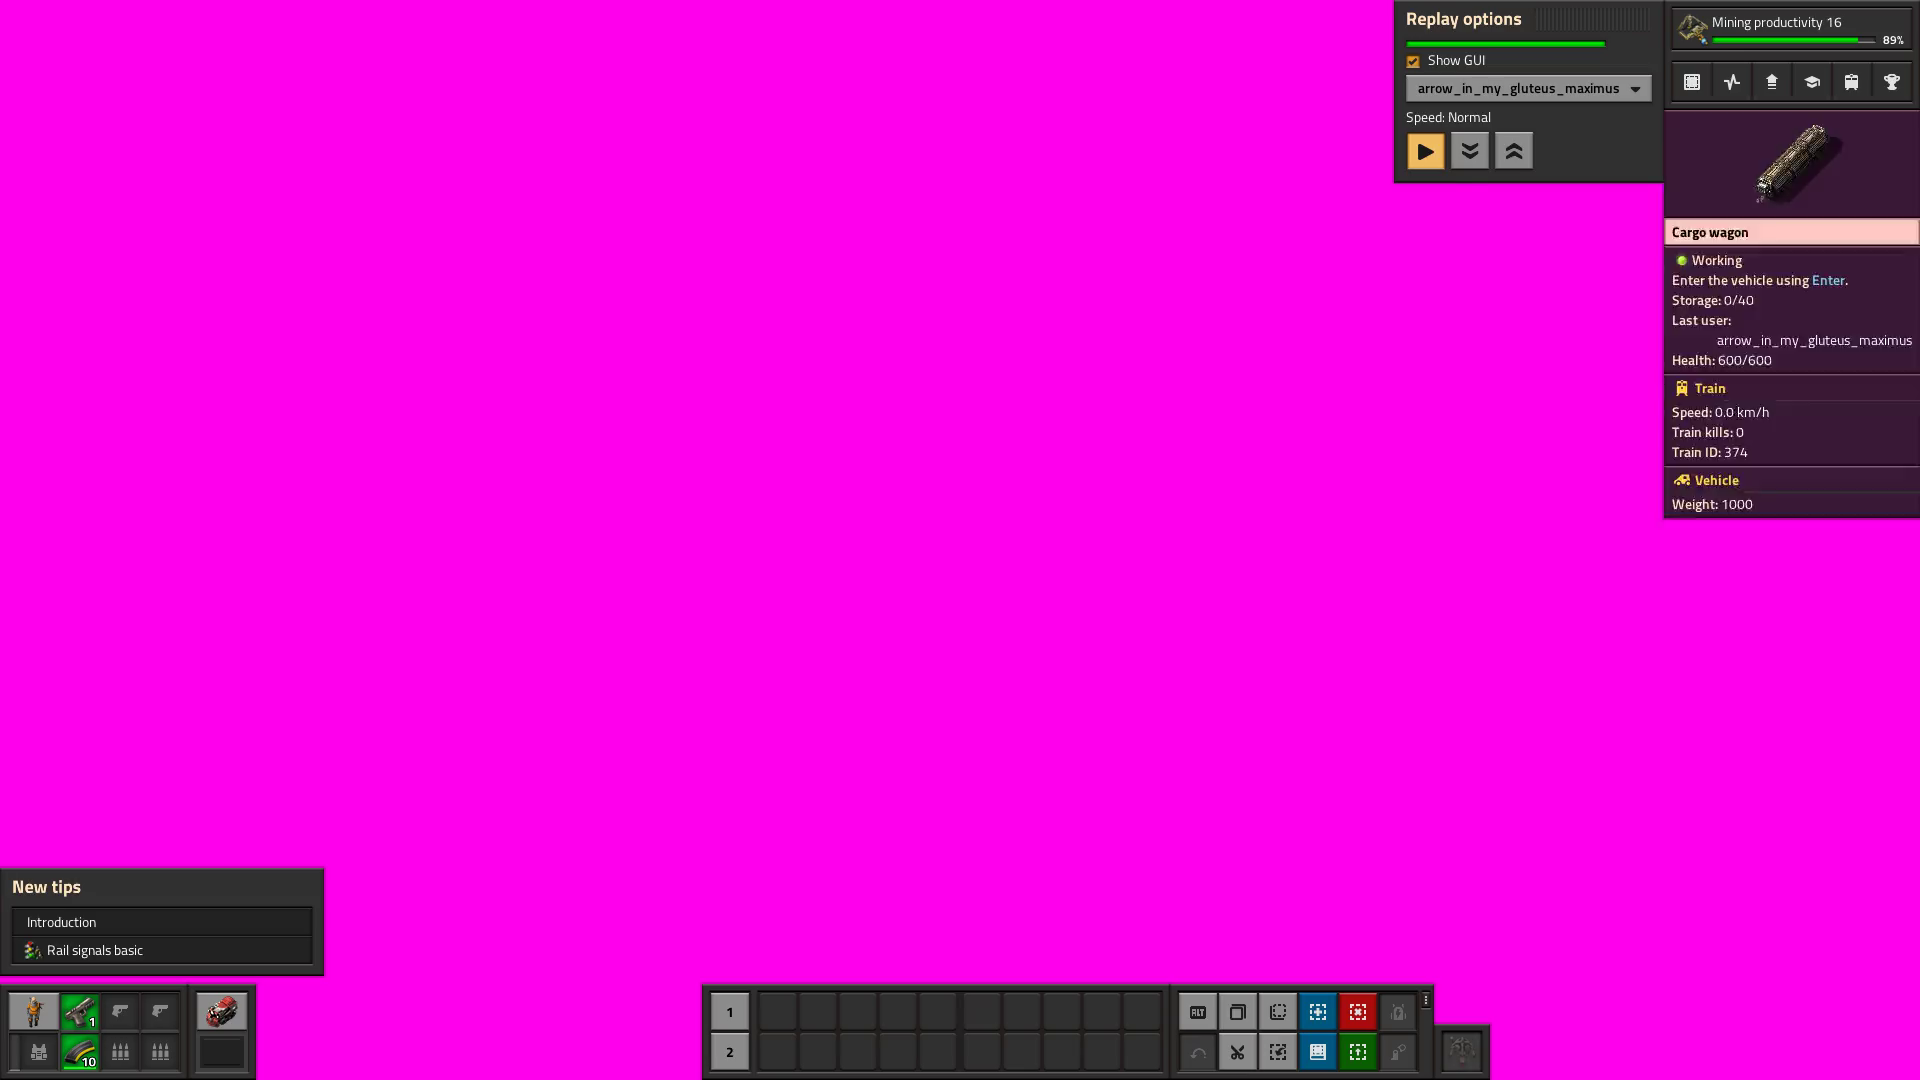 Replay options
Show GUI
arrow_in_my_gluteus_maximus
Speed: Normal
Mining productivity 16
89%
Cargo wagon
Working
Enter the vehicle using Enter.
Storage: 0/40
Last user:
arrow_in_my_gluteus_maximus
Health: 600/600
Train
Speed: 0.0 km/h
Train kills: 0
Train ID: 374
Vehicle
Weight: 1000
New tips
Introduction
Rail signals basic
1
10
1
2
ALT